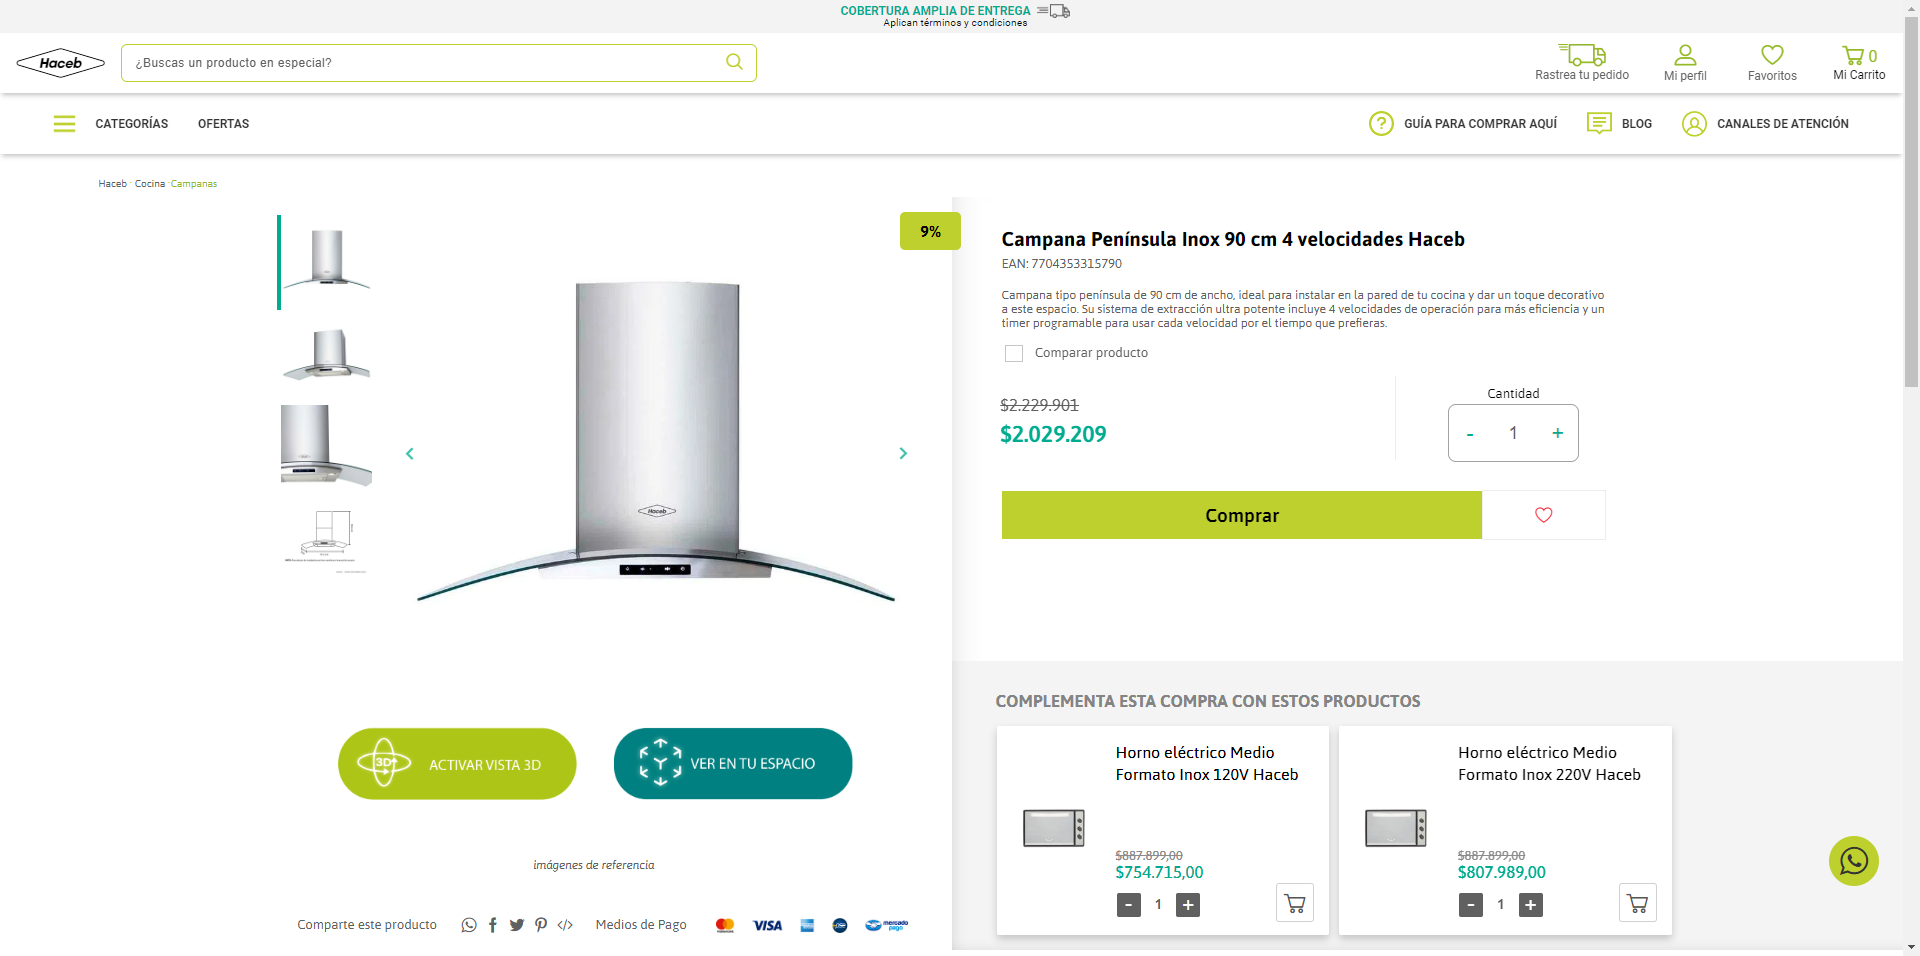 COBERTURA AMPLIA DE ENTREGA
Aplican términos y condiciones
Haceb
¿Buscas un producto en especial?
Rastrea tu pedido
Mi perfil
Favoritos
0
Mi Carrito
CATEGORÍAS
OFERTAS
GUÍA PARA COMPRAR AQUÍ
BLOG
CANALES DE ATENCIÓN
Haceb · Cocina · Campanas
9%
Haceb
Campana Península Inox 90 cm 4 velocidades Haceb
EAN: 7704353315790
Campana tipo península de 90 cm de ancho, ideal para instalar en la pared de tu cocina y dar un toque decorativo
a este espacio. Su sistema de extracción ultra potente incluye 4 velocidades de operación para más eficiencia y un
timer programable para usar cada velocidad por el tiempo que prefieras.
Comparar producto
$2.229.901
$2.029.209
Cantidad
- 1 +
Comprar
3D
ACTIVAR VISTA 3D
VER EN TU ESPACIO
imágenes de referencia
Comparte este producto
Medios de Pago
VISA
mercado
pago
COMPLEMENTA ESTA COMPRA CON ESTOS PRODUCTOS
Horno eléctrico Medio
Formato Inox 120V Haceb
$887.899,00
$754.715,00
- 1 +
Horno eléctrico Medio
Formato Inox 220V Haceb
$887.899,00
$807.989,00
- 1 +